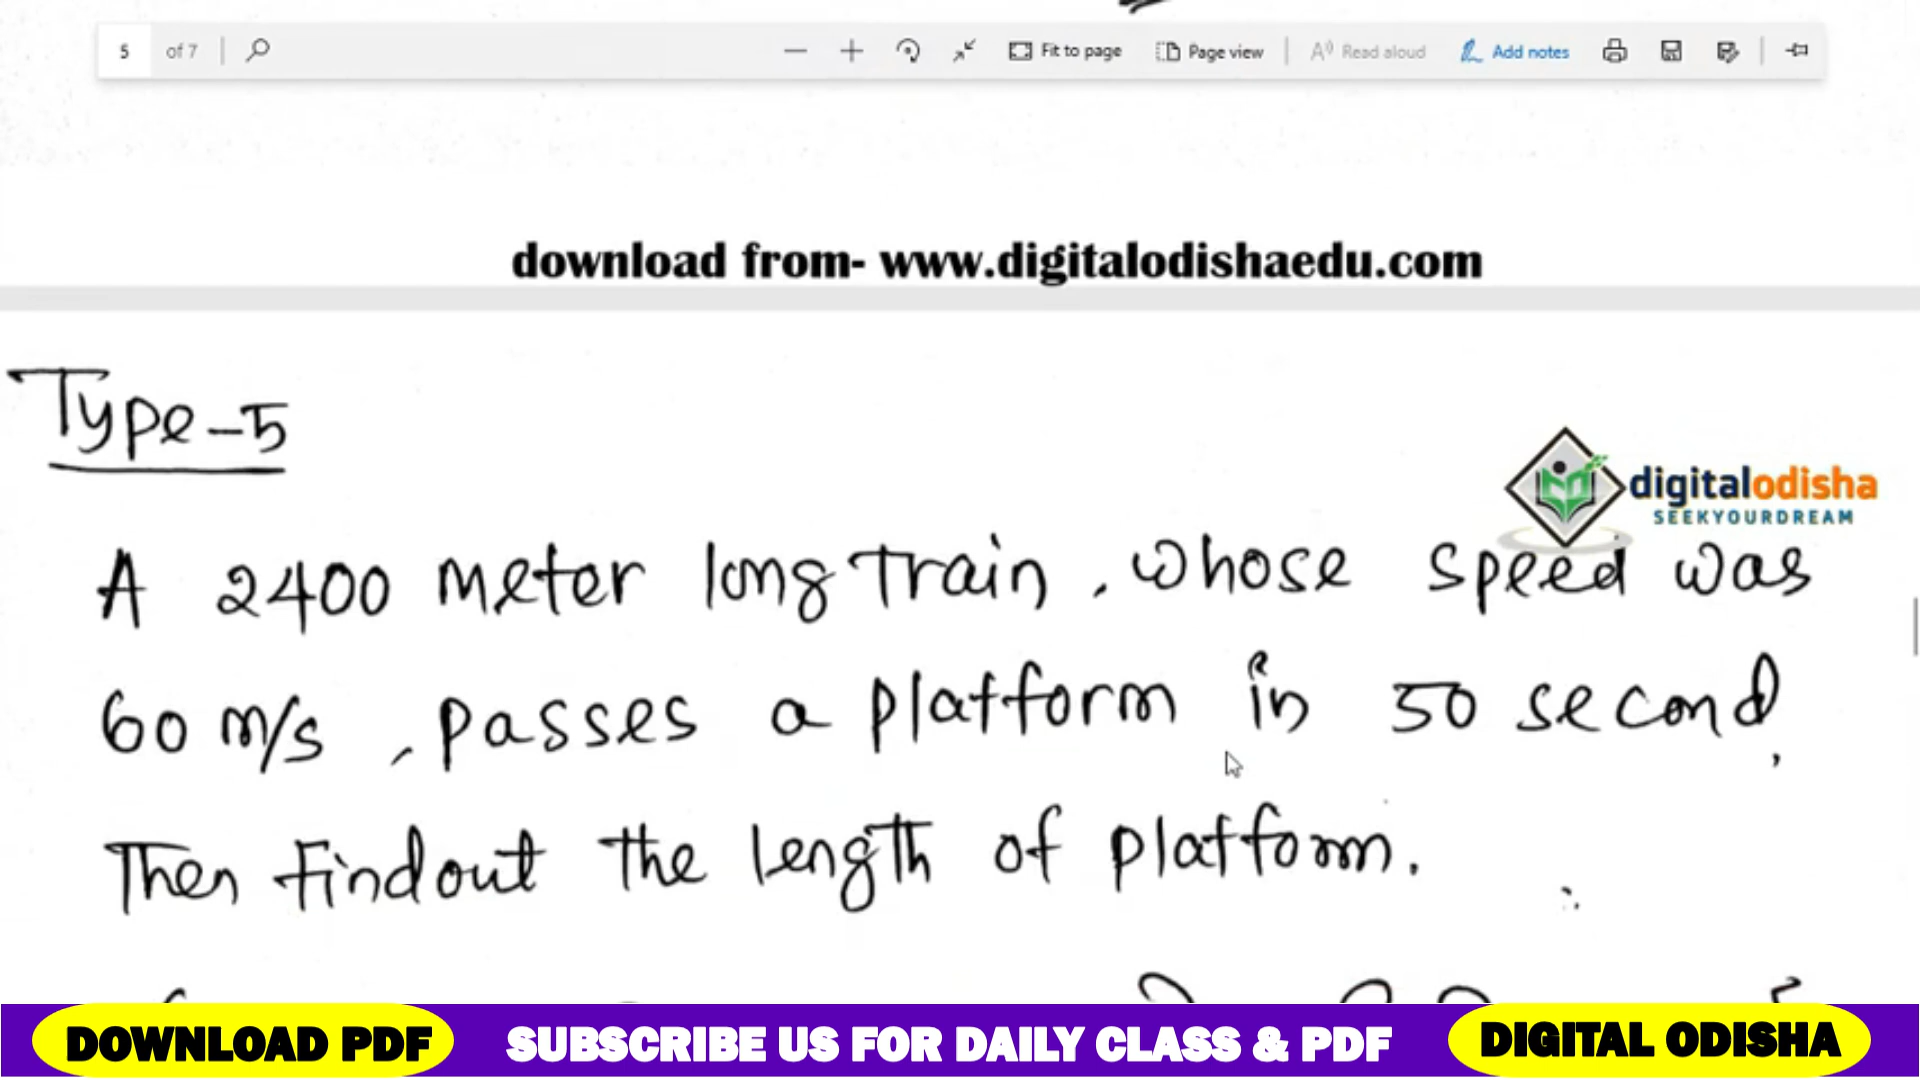 5 of 7 Fit to page Page view Read aloud Add notes
download from- www.digitalodishaedu.com
Type-5
digitalodisha
SEEKYOURDREAM
A 2400 meter long train, whose speed was
60 m/s, passes a platform in 50 second,
Then find out the length of platform.
DOWNLOAD PDF SUBSCRIBE US FOR DAILY CLASS & PDF DIGITAL ODISHA